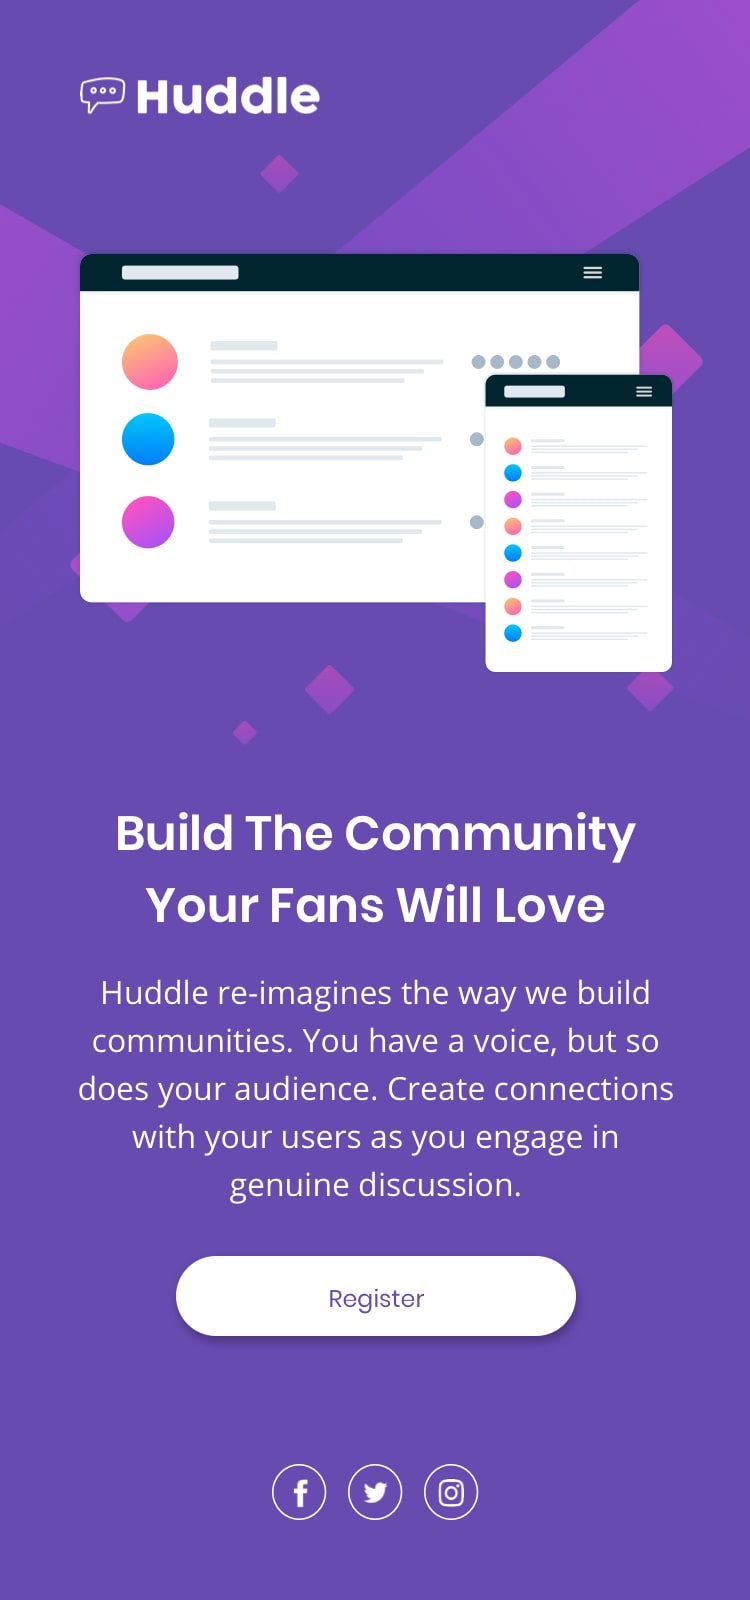 Huddle
Build The Community
Your Fans Will Love
Huddle re-imagines the way we build
communities. You have a voice, but so
does your audience. Create connections
with your users as you engage in
genuine discussion.
Register